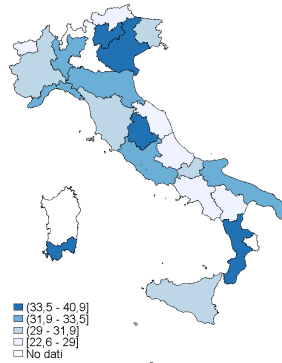 (33,5 - 40,9]
(31,9 - 33,5]
(29 - 31,9]
[22,6 - 29]
No dati